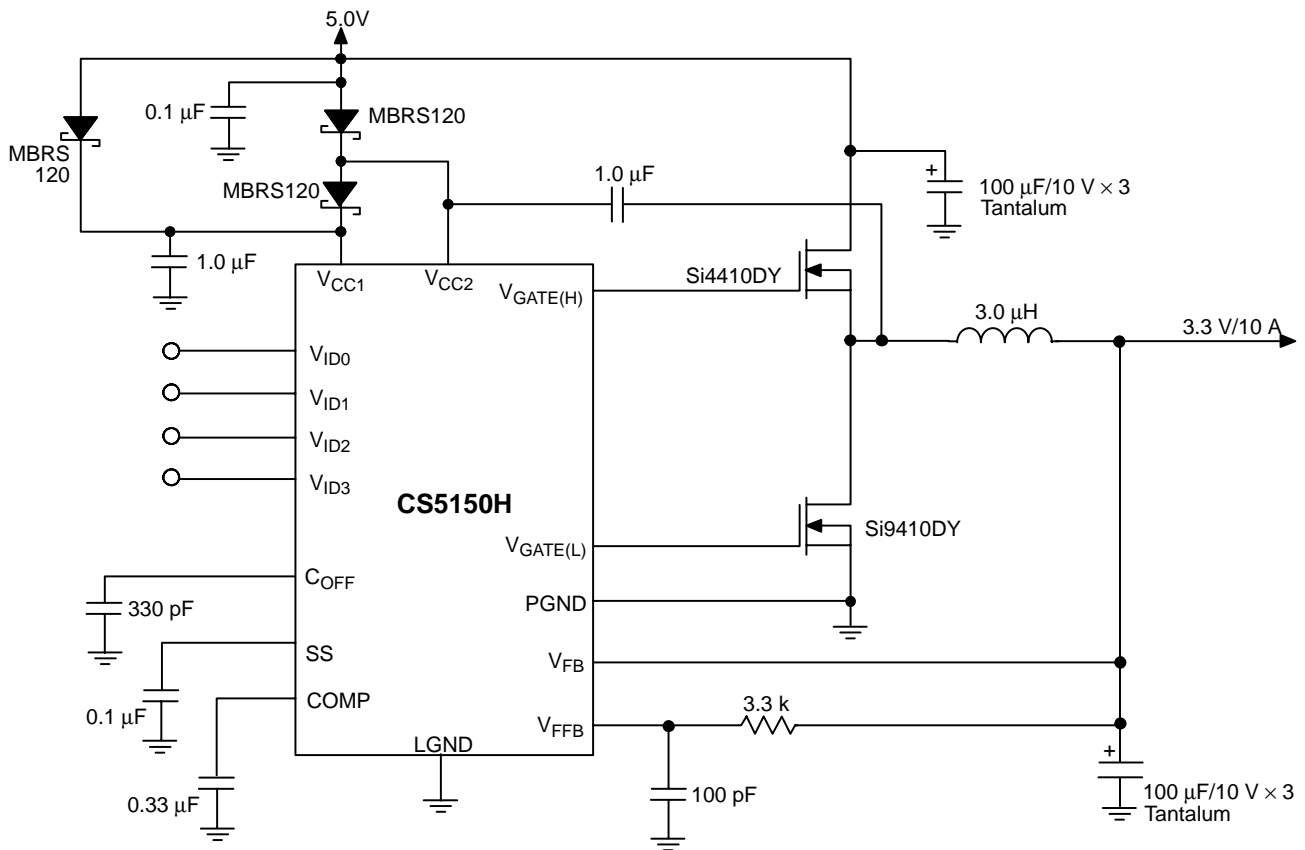 5.0V
0.1 μF
MBRS120
MBRS
120
MBRS120
1.0 μF
+
100 μF/10 V × 3
Tantalum
1.0 μF
VCC1
VCC2
VGATE(H)
Si4410DY
3.0 μH
3.3 V/10 A
VID0
VID1
VID2
VID3
CS5150H
VGATE(L)
Si9410DY
COFF
330 pF
PGND
SS
VFB
0.1 μF
COMP
3.3 k
VFFB
LGND
+
0.33 μF
100 pF
100 μF/10 V × 3
Tantalum